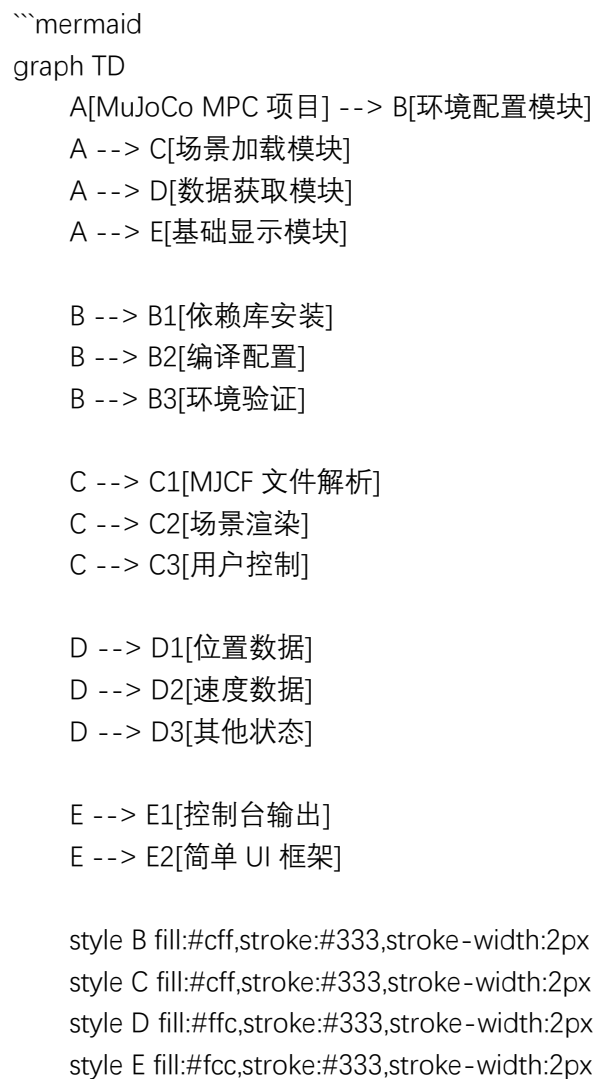 ```mermaid
graph TD
A[MuJoCo MPC 项目] --> B[环境配置模块]
A --> C[场景加载模块]
A --> D[数据获取模块]
A --> E[基础显示模块]
B --> B1[依赖库安装]
B --> B2[编译配置]
B --> B3[环境验证]
C --> C1[MJCF 文件解析]
C --> C2[场景渲染]
C --> C3[用户控制]
D --> D1[位置数据]
D --> D2[速度数据]
D --> D3[其他状态]
E --> E1[控制台输出]
E --> E2[简单 UI 框架]
style B fill:#cff,stroke:#333,stroke-width:2px
style C fill:#cff,stroke:#333,stroke-width:2px
style D fill:#ffc,stroke:#333,stroke-width:2px
style E fill:#fcc,stroke:#333,stroke-width:2px